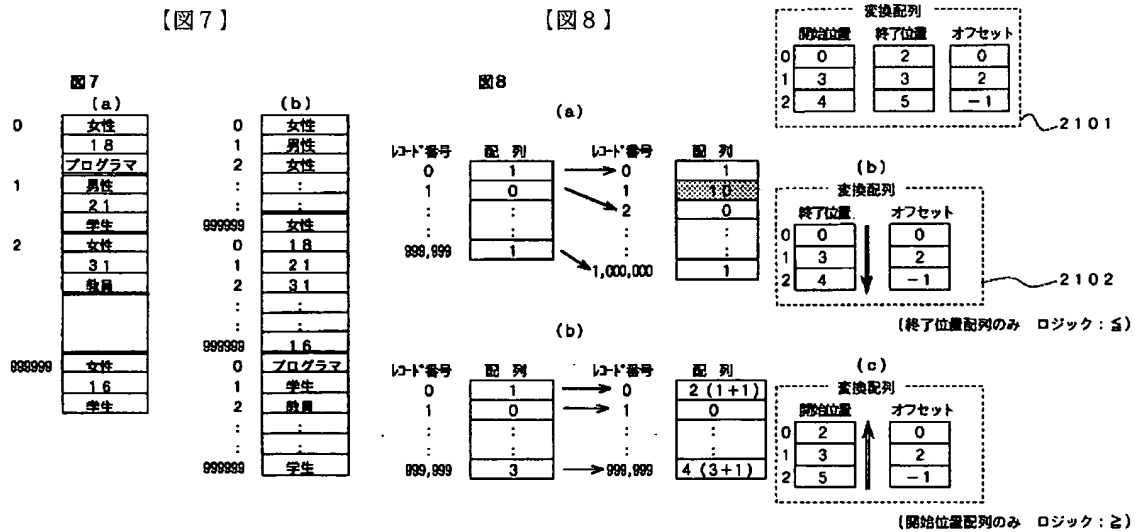 【図7】
図7
(a)
0 女性
18
プログラマ
1 男性
21
学生
2 女性
31
教員
999999 女性
16
学生
(b)
0 女性
1 男性
2 女性
: :
: :
999999 女性
0 18
1 21
2 31
: :
: :
999999 16
0 プログラマ
1 学生
2 教員
: :
: :
999999 学生
【図8】
図8
(a)
レコード番号 配列 レコード番号 配列
0 1 0 1
1 0 1 10
: : 2 0
: : : :
999,999 1 : :
1,000,000 1
(b)
レコード番号 配列 レコード番号 配列
0 1 0 2(1+1)
1 0 1 0
: : : :
: : : :
999,999 3 999,999 4(3+1)
変換配列
開始位置 終了位置 オフセット
0 0 2 0
1 3 3 2
2 4 5 -1
2101
(b)
変換配列
終了位置 オフセット
0 0 0
1 3 2
2 4 -1
2102
(終了位置配列のみ ロジック:≦)
(c)
変換配列
開始位置 オフセット
0 2 0
1 3 2
2 5 -1
(開始位置配列のみ ロジック:≧)